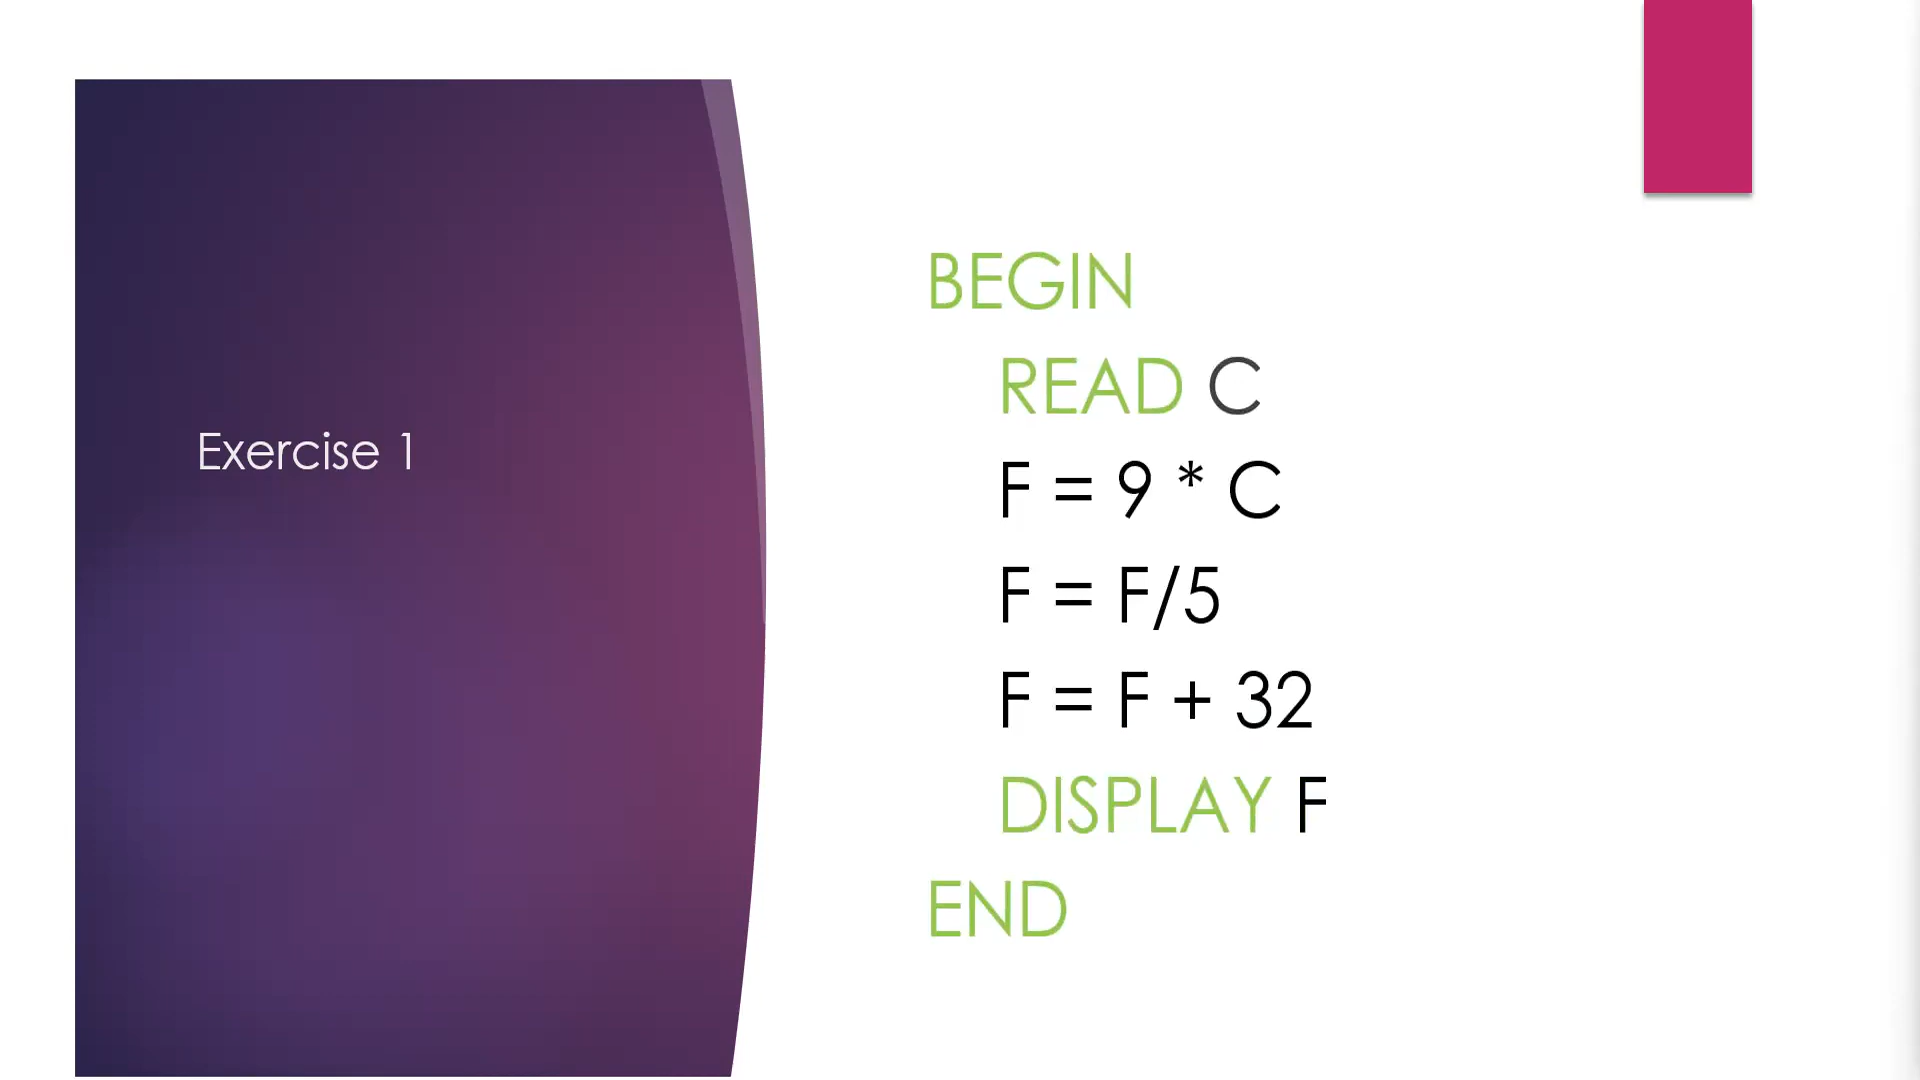 Exercise 1
BEGIN
READ C
F = 9 * C
F = F/5
F = F + 32
DISPLAY F
END